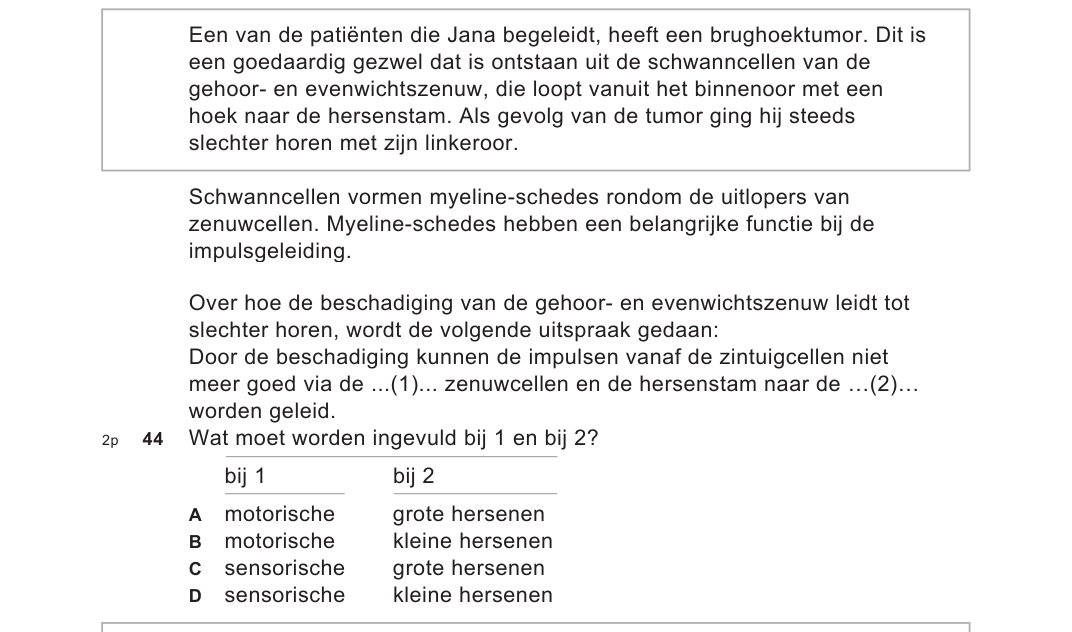 Een van de patiënten die Jana begeleidt, heeft een brughoektumor. Dit is
een goedaardig gezwel dat is ontstaan uit de schwanncellen van de
gehoor- en evenwichtszenuw, die loopt vanuit het binnenoor met een
hoek naar de hersenstam. Als gevolg van de tumor ging hij steeds
slechter horen met zijn linkeroor.
Schwanncellen vormen myeline-schedes rondom de uitlopers van
zenuwcellen. Myeline-schedes hebben een belangrijke functie bij de
impulsgeleiding.
Over hoe de beschadiging van de gehoor- en evenwichtszenuw leidt tot
slechter horen, wordt de volgende uitspraak gedaan:
Door de beschadiging kunnen de impulsen vanaf de zintuigcellen niet
meer goed via de ...(1)... zenuwcellen en de hersenstam naar de …(2)…
worden geleid.
2p 44 Wat moet worden ingevuld bij 1 en bij 2?
bij 1 bij 2
A motorische grote hersenen
B motorische kleine hersenen
C sensorische grote hersenen
D sensorische kleine hersenen